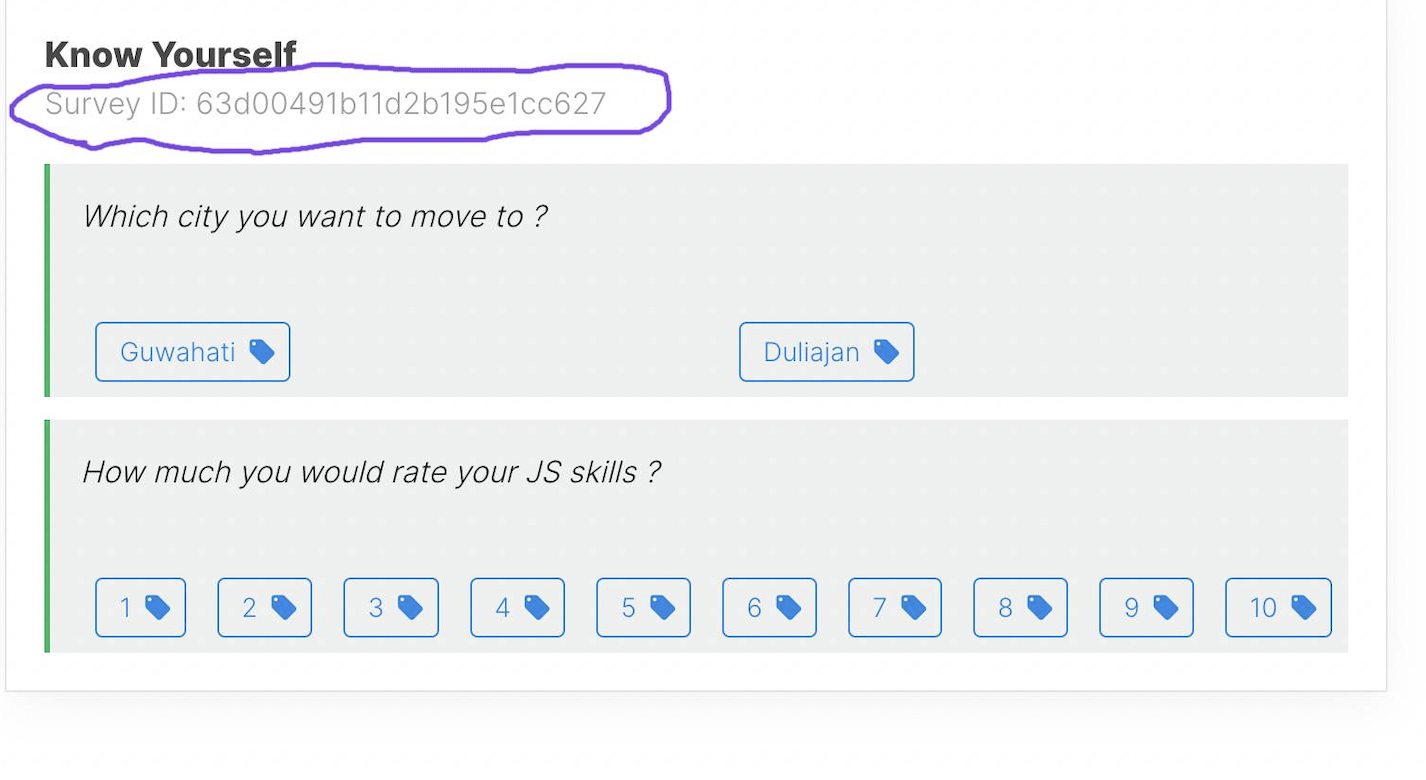 Know Yourself
Survey ID: 63d00491b11d2b195e1cc627
Which city you want to move to ?
Guwahati Duliajan
How much you would rate your JS skills ?
1 2 3 4 5 6 7 8 9 10